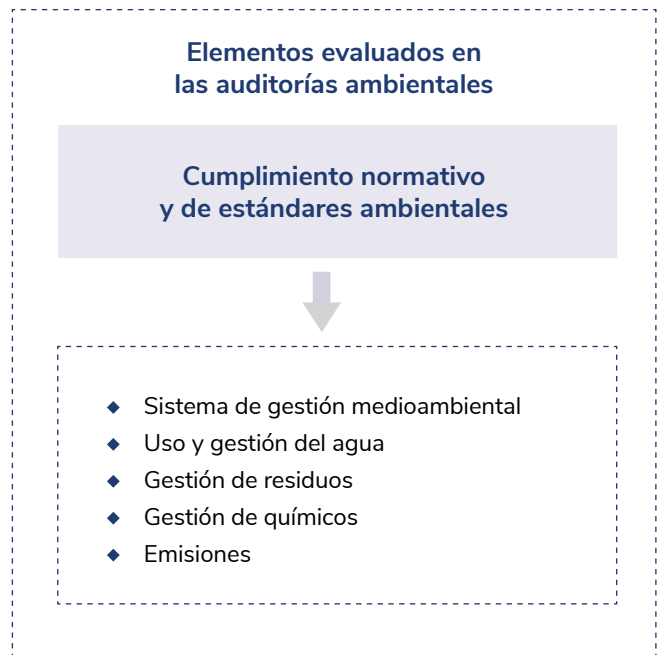 Elementos evaluados en
las auditorías ambientales
Cumplimiento normativo
y de estándares ambientales
Sistema de gestión medioambiental
Uso y gestión del agua
Gestión de residuos
Gestión de químicos
Emisiones